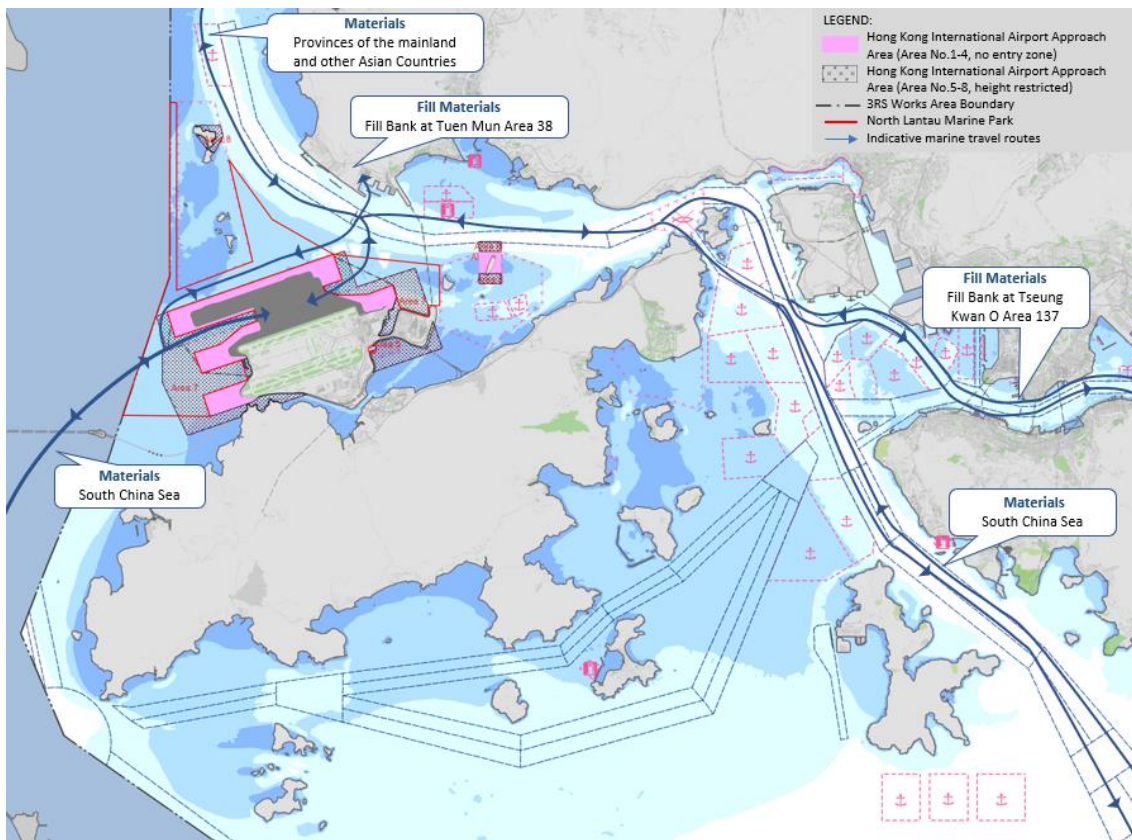 Materials
Provinces of the mainland
and other Asian Countries
LEGEND:
Hong Kong International Airport Approach
Area (Area No.1-4, no entry zone)
Hong Kong International Airport Approach
Area (Area No.5-8, height restricted)
3RS Works Area Boundary
North Lantau Marine Park
Indicative marine travel routes
Fill Materials
Fill Bank at Tuen Mun Area 38
Fill Materials
Fill Bank at Tseung
Kwan O Area 137
Area 7
Materials
South China Sea
Materials
South China Sea